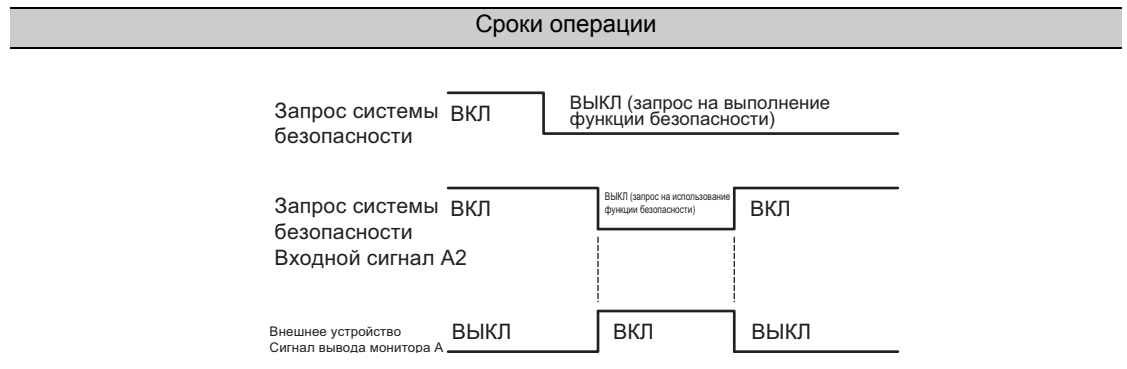 Сроки операции
Запрос системы
безопасности
ВКЛ
ВЫКЛ (запрос на выполнение
функции безопасности)
Запрос системы
безопасности
Входной сигнал А2
ВКЛ
ВЫКЛ (запрос на использование
функции безопасности)
ВКЛ
Внешнее устройство
Сигнал вывода монитора А
ВЫКЛ
ВКЛ
ВЫКЛ